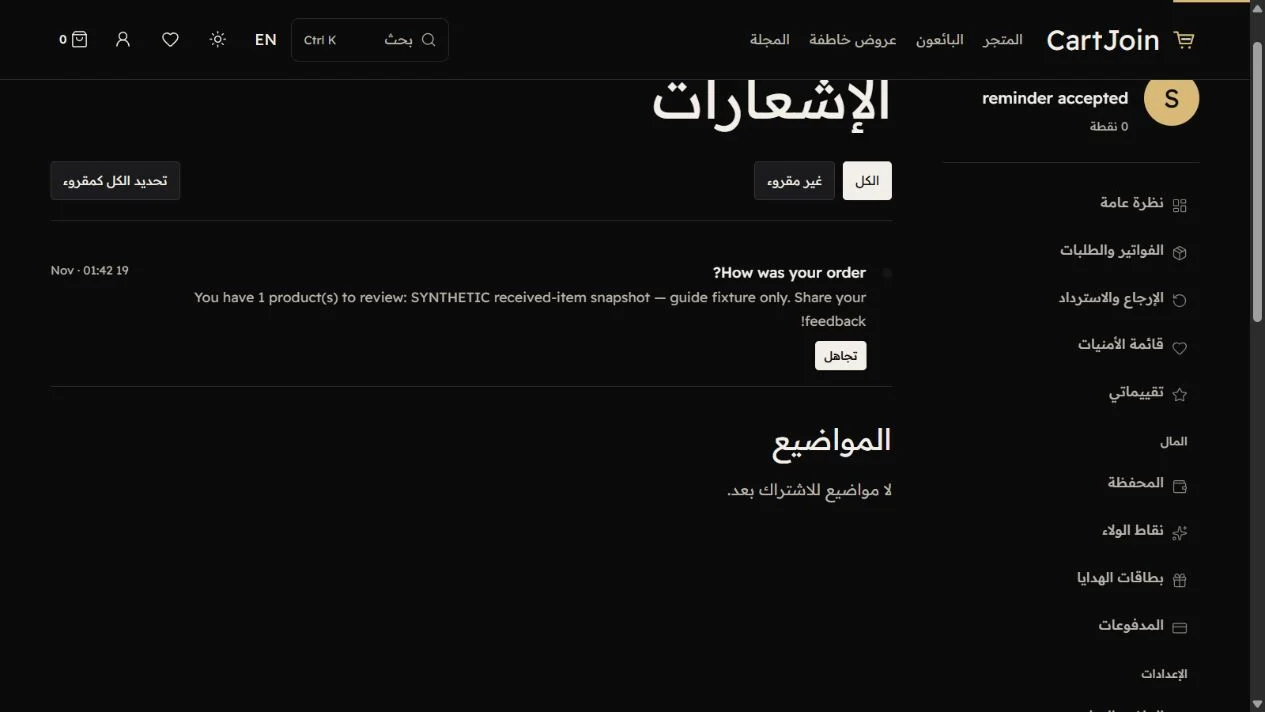 CartJoin
المتجر
البائعون
عروض خاطفة
المجلة
بحث
Ctrl K
EN
0
S
reminder accepted
0 نقطة
نظرة عامة
الفواتير والطلبات
الإرجاع والاسترداد
قائمة الأمنيات
تقييماتي
المال
المحفظة
نقاط الولاء
بطاقات الهدايا
المدفوعات
الإعدادات
الإشعارات
الكل
غير مقروء
تحديد الكل كمقروء
?How was your order
Nov · 01:42 19
You have 1 product(s) to review: SYNTHETIC received-item snapshot — guide fixture only. Share your
!feedback
تجاهل
المواضيع
لا مواضيع للاشتراك بعد.